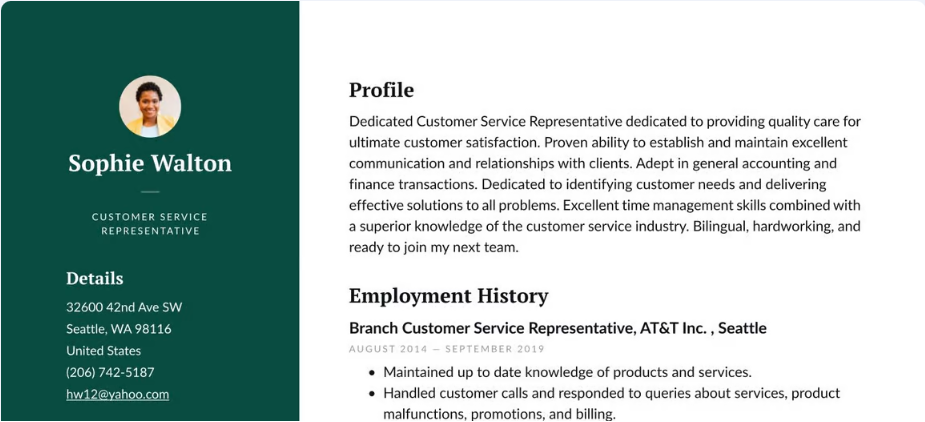 Sophie Walton
CUSTOMER SERVICE
REPRESENTATIVE
Details
32600 42nd Ave SW
Seattle, WA 98116
United States
(206) 742-5187
hw12@yahoo.com
Profile
Dedicated Customer Service Representative dedicated to providing quality care for
ultimate customer satisfaction. Proven ability to establish and maintain excellent
communication and relationships with clients. Adept in general accounting and
finance transactions. Dedicated to identifying customer needs and delivering
effective solutions to all problems. Excellent time management skills combined with
a superior knowledge of the customer service industry. Bilingual, hardworking, and
ready to join my next team.
Employment History
Branch Customer Service Representative, AT&T Inc. , Seattle
AUGUST 2014 — SEPTEMBER 2019
• Maintained up to date knowledge of products and services.
• Handled customer calls and responded to queries about services, product
malfunctions, promotions, and billing.